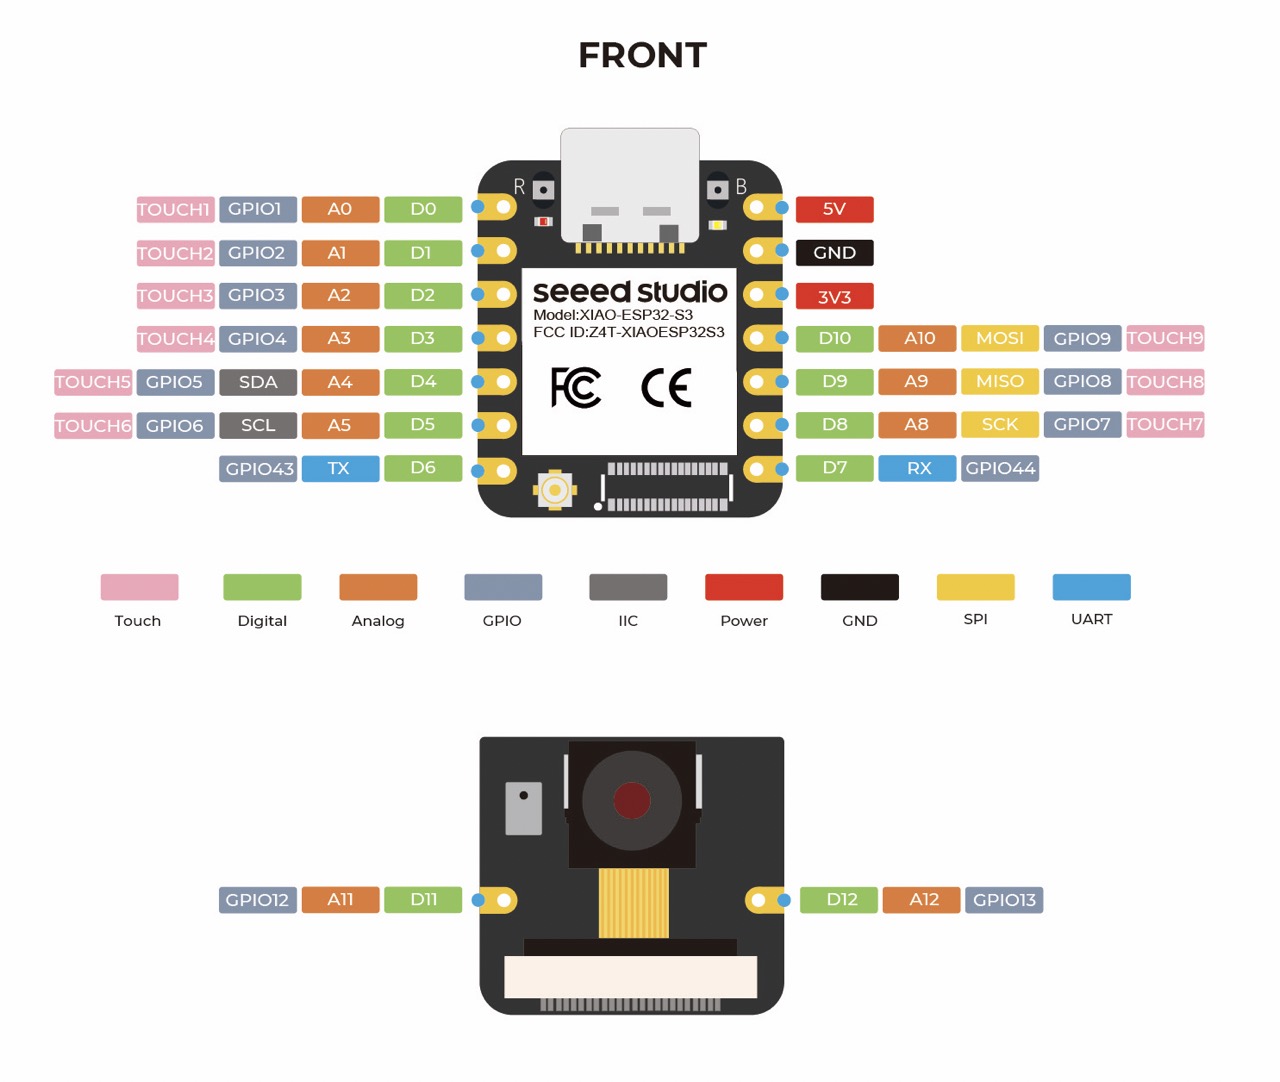 FRONT
R B
TOUCH1 GPIO1 A0 D0 5V
TOUCH2 GPIO2 A1 D1 GND
TOUCH3 GPIO3 A2 D2 3V3
seeed studio
Model:XIAO-ESP32-S3
FCC ID:Z4T-XIAOESP32S3
TOUCH4 GPIO4 A3 D3 D10 A10 MOSI GPIO9 TOUCH9
FC CE
TOUCH5 GPIO5 SDA A4 D4 D9 A9 MISO GPIO8 TOUCH8
TOUCH6 GPIO6 SCL A5 D5 D8 A8 SCK GPIO7 TOUCH7
GPIO43 TX D6 D7 RX GPIO44
Touch Digital Analog GPIO IIC Power GND SPI UART
GPIO12 A11 D11 D12 A12 GPIO13